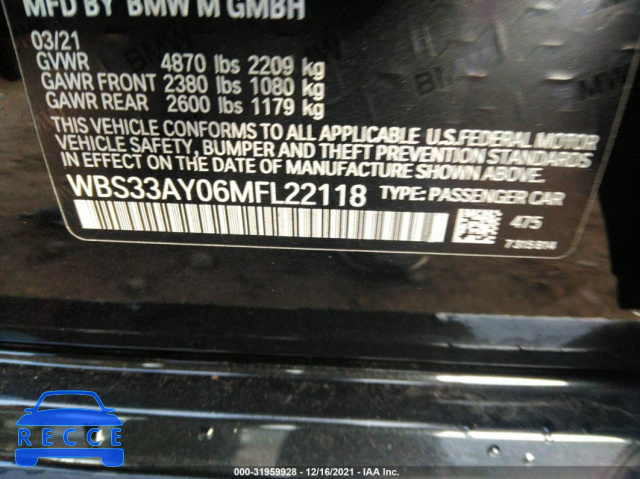 MFD BY BMW M GMBH
03/21
GVWR 4870 lbs 2209 kg
GAWR FRONT 2380 lbs 1080 kg
GAWR REAR 2600 lbs 1179 kg
THIS VEHICLE CONFORMS TO ALL APPLICABLE U.S.FEDERAL MOTOR
VEHICLE SAFETY, BUMPER AND THEFT PREVENTION STANDARDS
IN EFFECT ON THE DATE OF MANUFACTURE SHOWN ABOVE.
WBS33AY06MFL22118 TYPE: PASSENGER CAR
475
7 315 814
RECCE
000-31959928 - 12/16/2021 - IAA Inc.